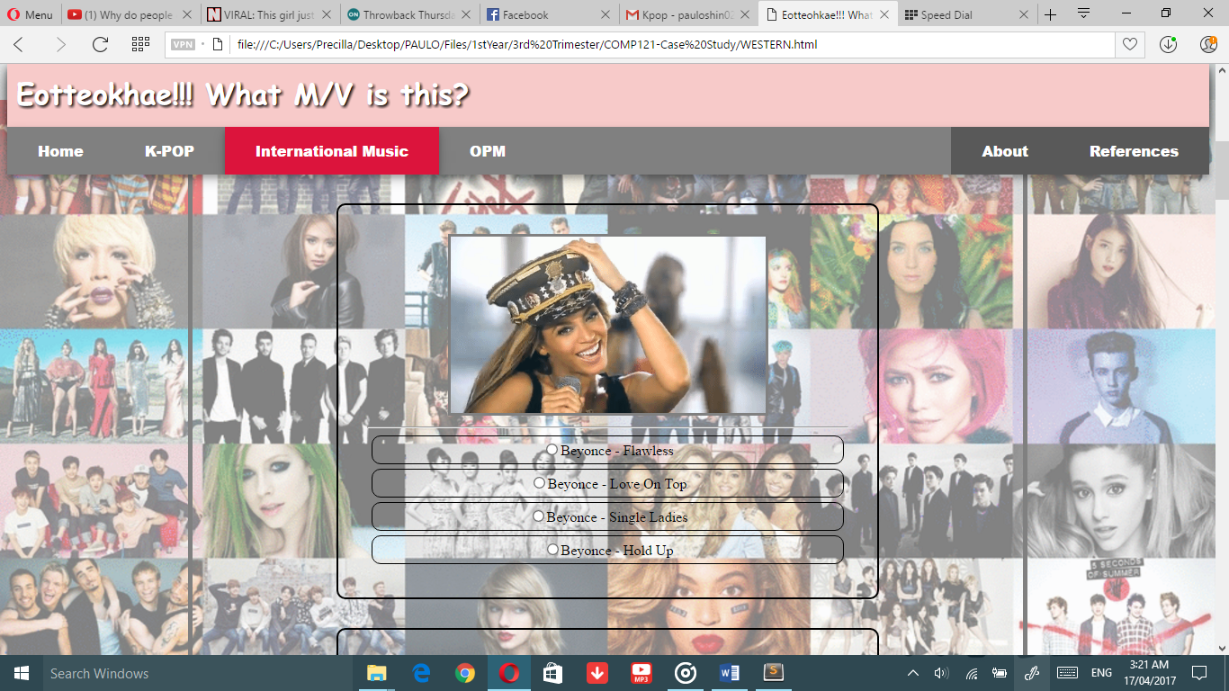 Menu
(1) Why do people
VIRAL: This girl just
Throwback Thursda
Facebook
Kpop - pauloshin02
Eotteohkae!!! What
Speed Dial
VPN
file:///C:/Users/Precilla/Desktop/PAULO/Files/1stYear/3rd%20Trimester/COMP121-Case%20Study/WESTERN.html
Eotteokhae!!! What M/V is this?
Home
K-POP
International Music
OPM
About
References
Beyonce - Flawless
Beyonce - Love On Top
Beyonce - Single Ladies
Beyonce - Hold Up
5 SECONDS
OF SUMMER
Search Windows
MP3
W
S
ENG
3:21 AM
17/04/2017